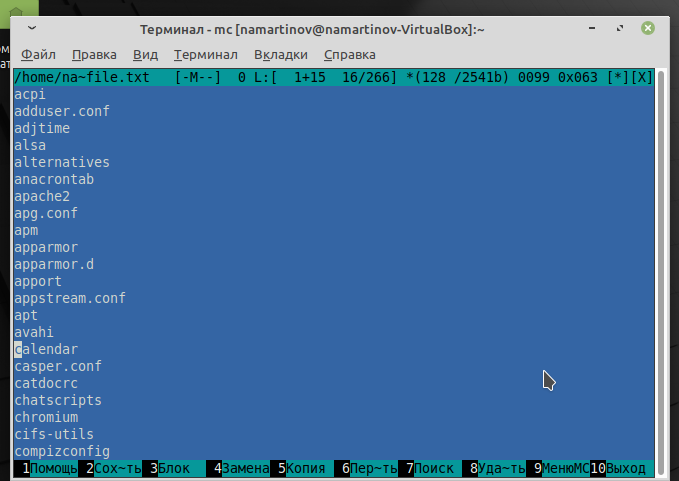 Терминал - mc [namartinov@namartinov-VirtualBox]:~
Файл Правка Вид Терминал Вкладки Справка
/home/na~file.txt [-M--] 0 L:[ 1+15 16/266] *(128 /2541b) 0099 0x063 [*][X]
acpi
adduser.conf
adjtime
alsa
alternatives
anacrontab
apache2
apg.conf
apm
apparmor
apparmor.d
apport
appstream.conf
apt
avahi
calendar
casper.conf
catdocrc
chatscripts
chromium
cifs-utils
compizconfig
1Помощь 2Сох~ть 3Блок 4Замена 5Копия 6Пер~ть 7Поиск 8Уда~ть 9МенюMC 10Выход